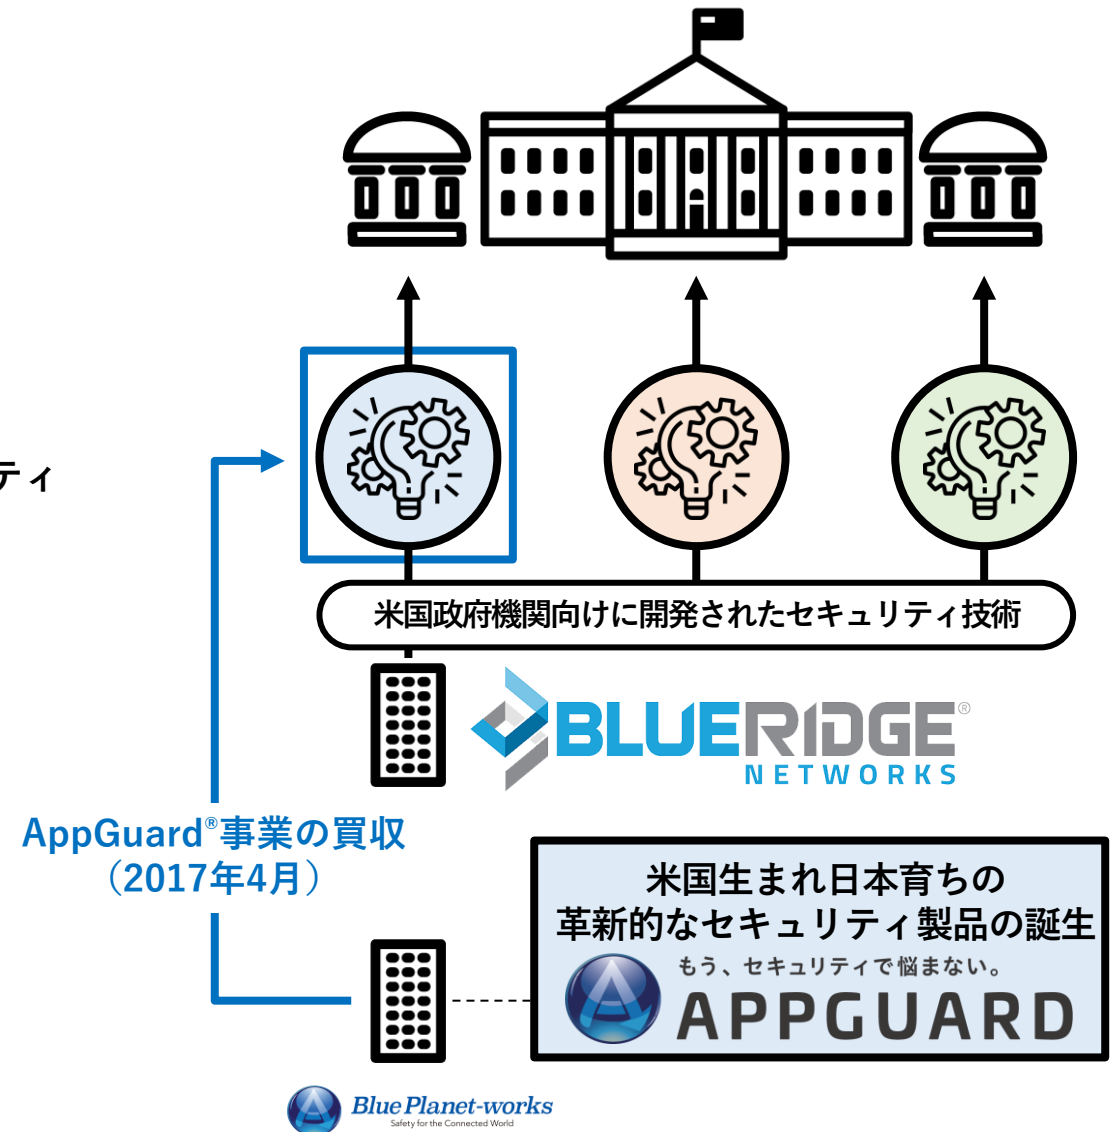 ティ
米国政府機関向けに開発されたセキュリティ技術
BLUERIDGE®
NETWORKS
AppGuard®事業の買収
（2017年4月）
米国生まれ日本育ちの
革新的なセキュリティ製品の誕生
もう、セキュリティで悩まない。
APPGUARD
Blue Planet-works
Safety for the Connected World